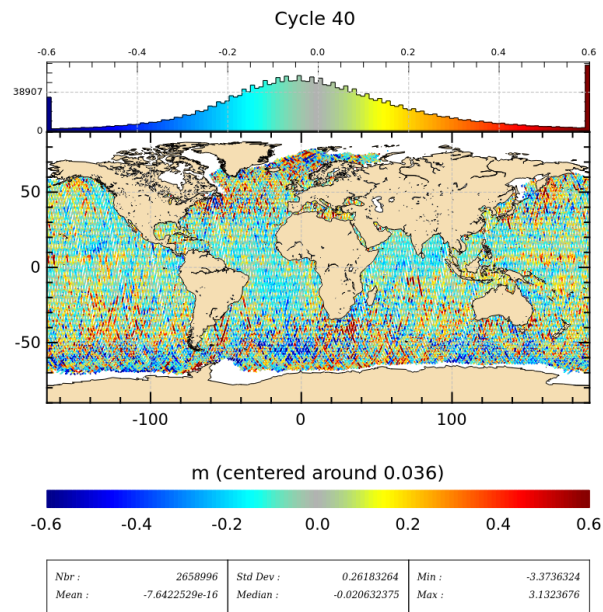 Cycle 40
-0.6 -0.4 -0.2 0.0 0.2 0.4 0.6
38907
0
50
0
-50
-100 0 100
m (centered around 0.036)
-0.6 -0.4 -0.2 0.0 0.2 0.4 0.6
Nbr : 2658996 Std Dev : 0.26183264 Min : -3.3736324
Mean : -7.6422529e-16 Median : -0.020632375 Max : 3.1323676